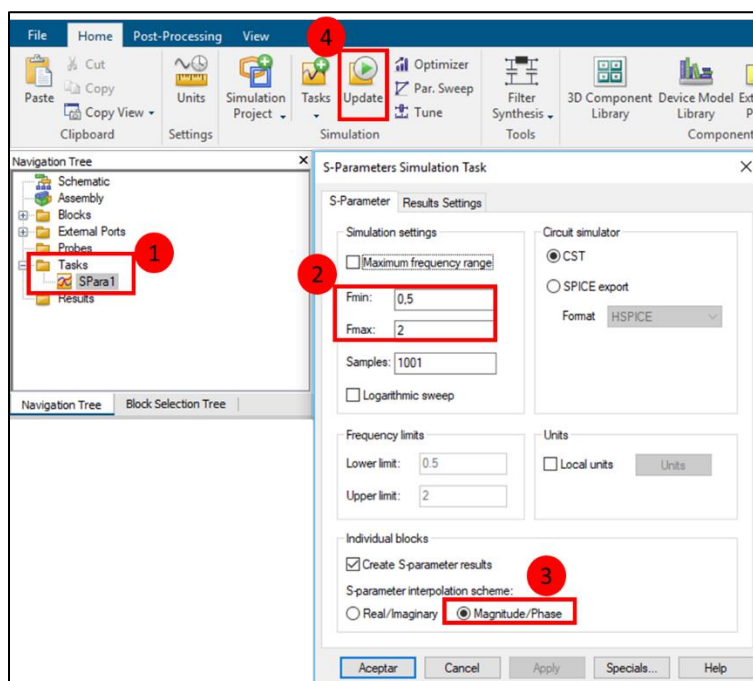 File Home Post-Processing View
4
Cut
Copy
Copy View
Paste
Clipboard
Units
Settings
Simulation
Project
Tasks
Update
Optimizer
Par. Sweep
Tune
Simulation
Filter
Synthesis
Tools
3D Component
Library
Device Model
Library
Ext
P
Component
Navigation Tree
Schematic
Assembly
Blocks
External Ports
Probes
Tasks
SPara1
Results
1
Navigation Tree Block Selection Tree
S-Parameters Simulation Task
S-Parameter Results Settings
Simulation settings
Maximum frequency range
2
Fmin: 0,5
Fmax: 2
Samples: 1001
Logarithmic sweep
Circuit simulator
CST
SPICE export
Format HSPICE
Frequency limits
Lower limit: 0.5
Upper limit: 2
Units
Local units Units
Individual blocks
Create S-parameter results
3
S-parameter interpolation scheme:
Real/Imaginary Magnitude/Phase
Aceptar Cancel Apply Specials... Help